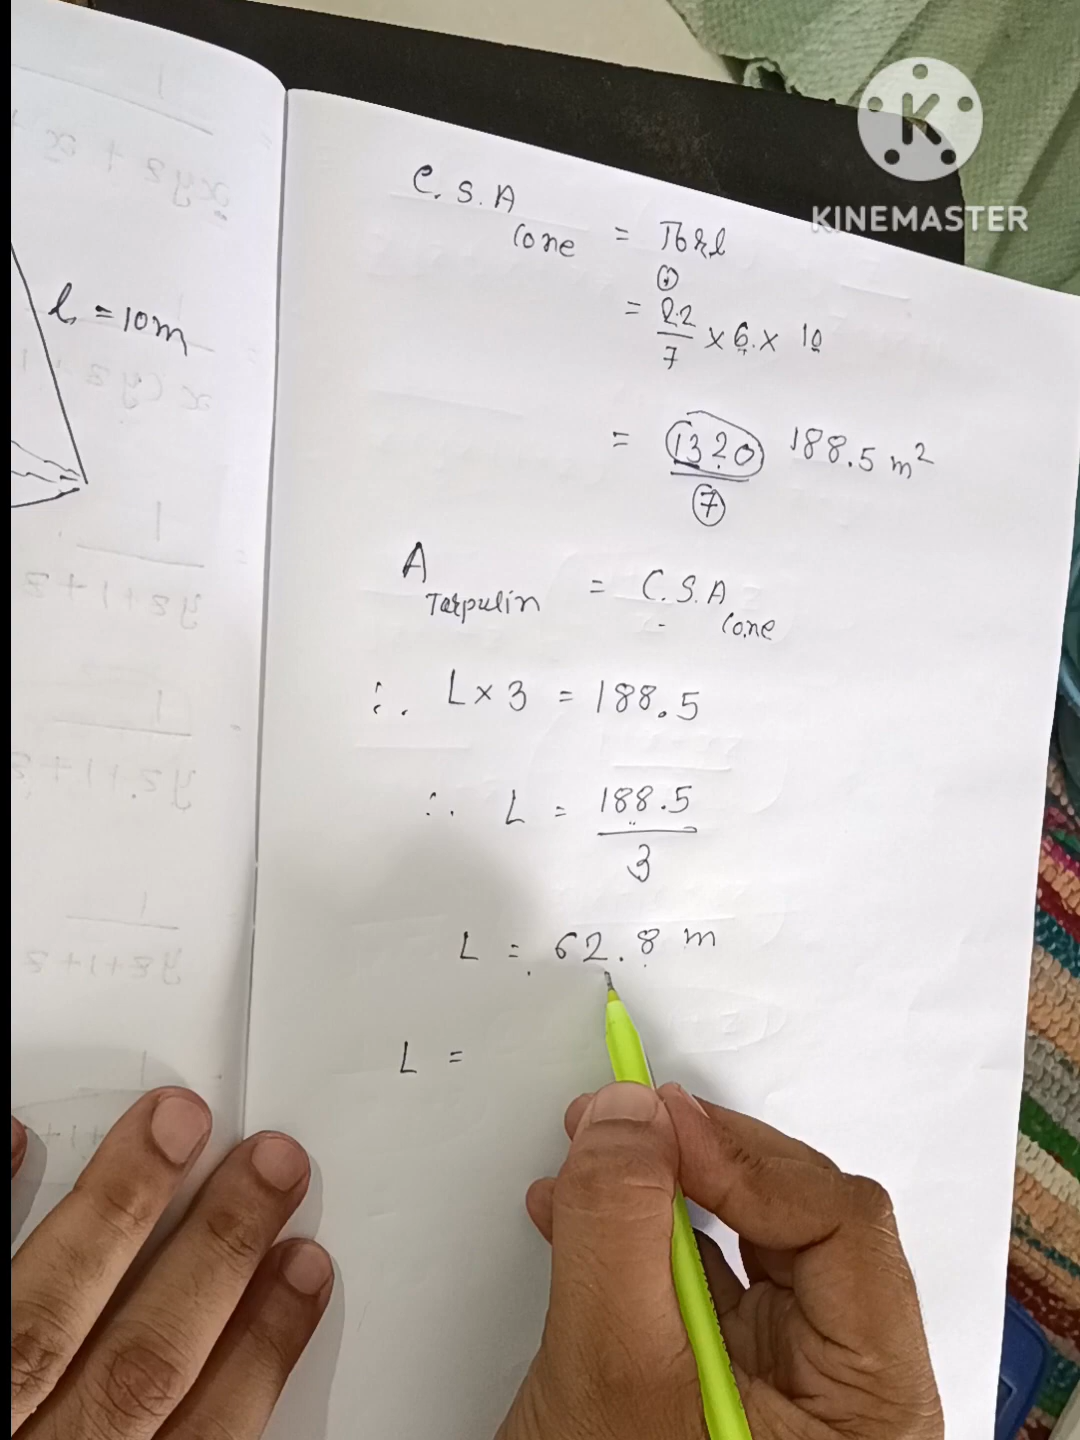 KINEMASTER
l = 10m
C.S.A Cone = πrl
= 22/7 × 6 × 10
= 1320/7 188.5 m²
A Tarpulin = C.S.A Cone
∴ L × 3 = 188.5
∴ L = 188.5/3
L = 62.8 m
L =